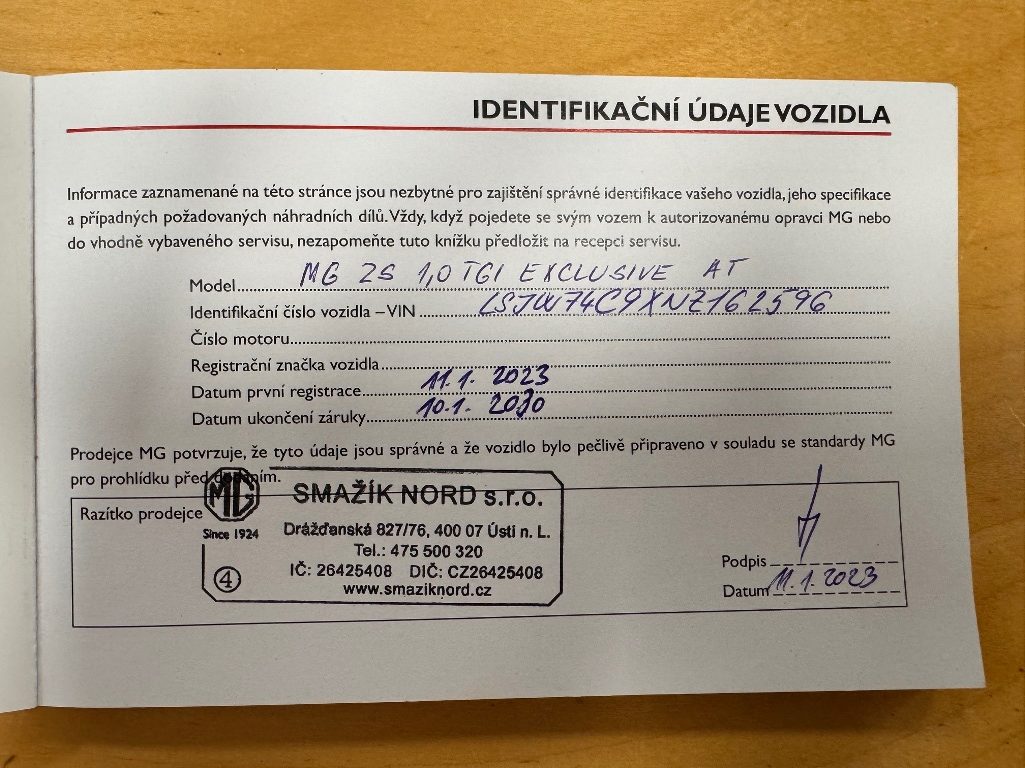 IDENTIFIKAČNÍ ÚDAJE VOZIDLA
Informace zaznamenané na této stránce jsou nezbytné pro zajištění správné identifikace vašeho vozidla, jeho specifikace
a případných požadovaných náhradních dílů. Vždy, když pojedete se svým vozem k autorizovanému opravci MG nebo
do vhodně vybaveného servisu, nezapomeňte tuto knížku předložit na recepci servisu.
Model MG ZS 1,0 TGI EXCLUSIVE AT
Identifikační číslo vozidla – VIN LSJW74C9XNZ162596
Číslo motoru
Registrační značka vozidla
Datum první registrace 11.1. 2023
Datum ukončení záruky 10.1. 2030
Prodejce MG potvrzuje, že tyto údaje jsou správné a že vozidlo bylo pečlivě připraveno v souladu se standardy MG
pro prohlídku před
Razítko prodejce
MG
Since 1924
4
SMAŽÍK NORD s.r.o.
Drážďanská 827/76, 400 07 Ústi n. L.
Tel.: 475 500 320
IČ: 26425408 DIČ: CZ26425408
www.smaziknord.cz
Podpis
Datum 11.1.2023